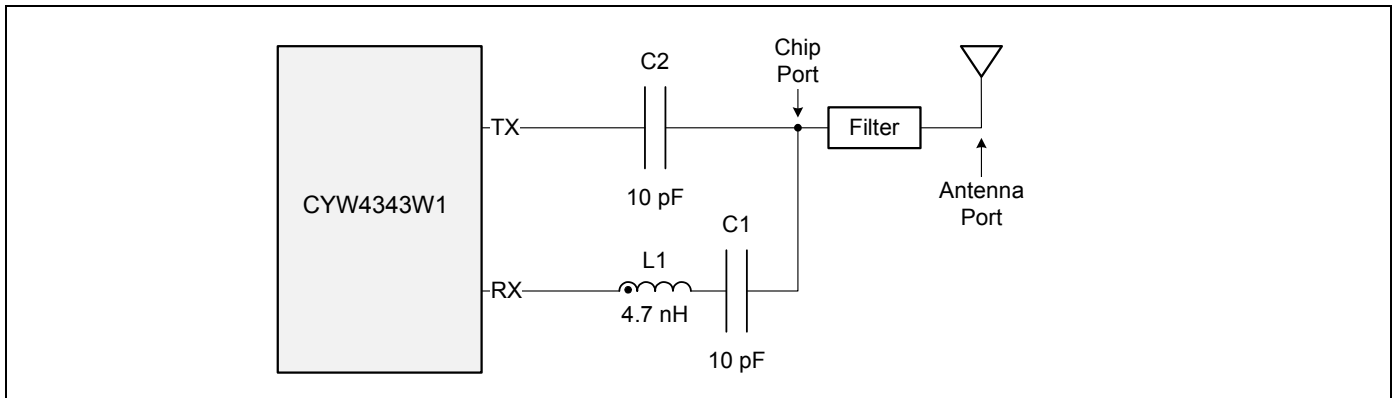 Chip
Port
C2
TX
Filter
10 pF
Antenna
Port
CYW4343W1
C1
L1
RX
4.7 nH
10 pF